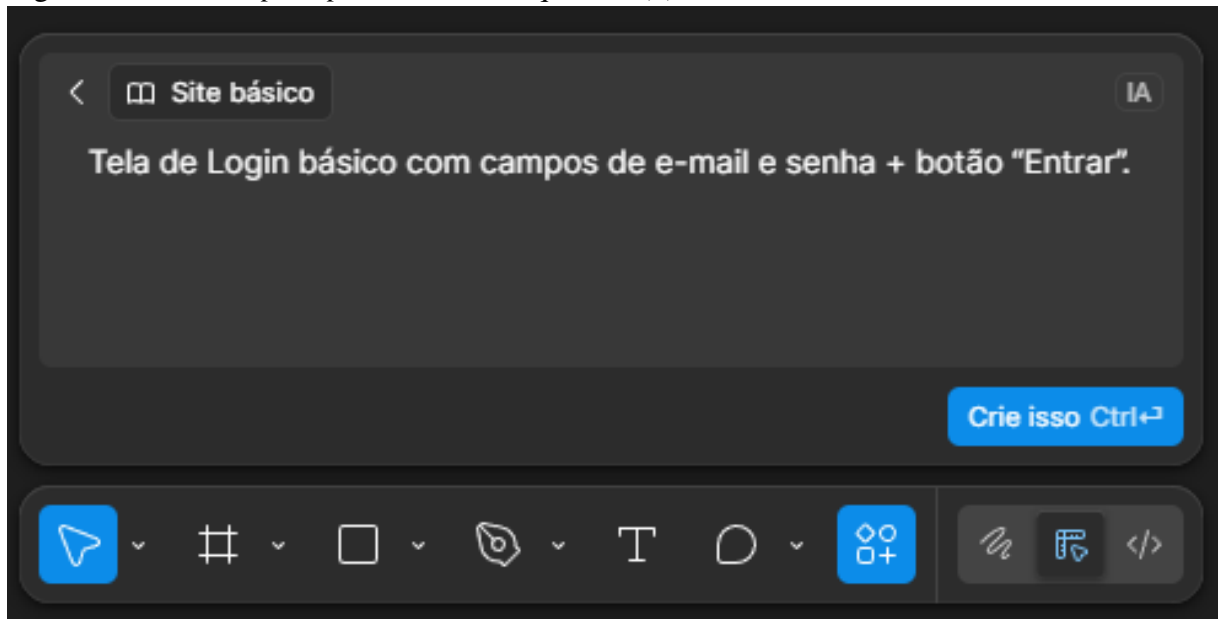 Site básico
IA
Tela de Login básico com campos de e-mail e senha + botão “Entrar”.
Crie isso Ctrl↵
T